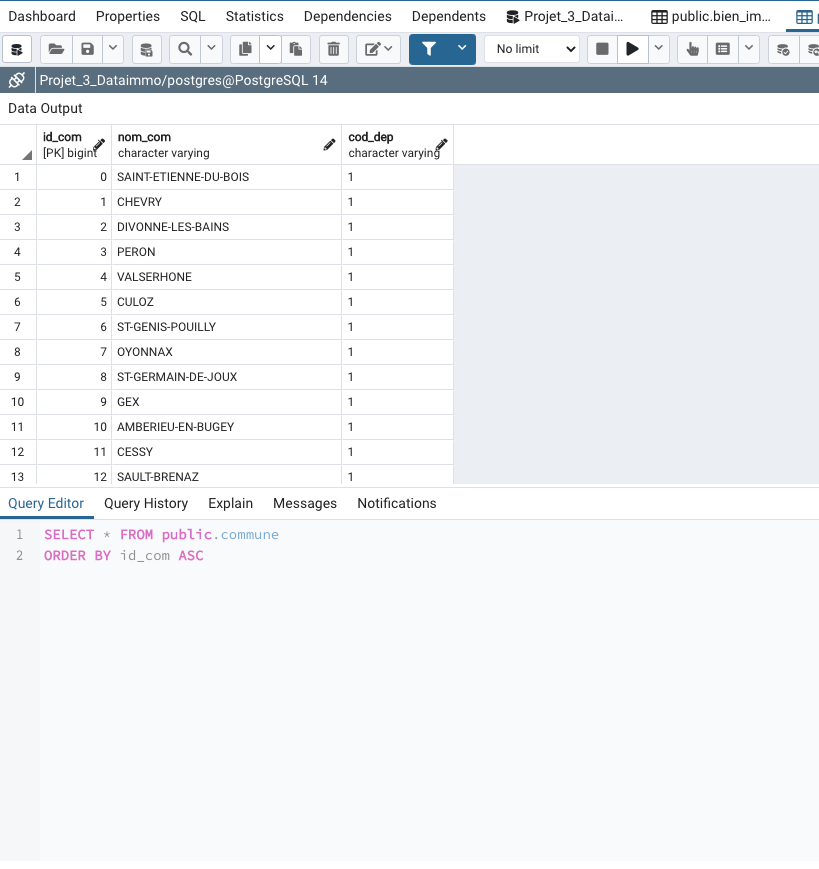 Dashboard Properties SQL Statistics Dependencies Dependents Projet_3_Datai... public.bien_im...
No limit
Projet_3_Dataimmo/postgres@PostgreSQL 14
Data Output
id_com nom_com cod_dep
[PK] bigint character varying character varying
1 0 SAINT-ETIENNE-DU-BOIS 1
2 1 CHEVRY 1
3 2 DIVONNE-LES-BAINS 1
4 3 PERON 1
5 4 VALSERHONE 1
6 5 CULOZ 1
7 6 ST-GENIS-POUILLY 1
8 7 OYONNAX 1
9 8 ST-GERMAIN-DE-JOUX 1
10 9 GEX 1
11 10 AMBERIEU-EN-BUGEY 1
12 11 CESSY 1
13 12 SAULT-BRENAZ 1
Query Editor Query History Explain Messages Notifications
1 SELECT * FROM public.commune
2 ORDER BY id_com ASC